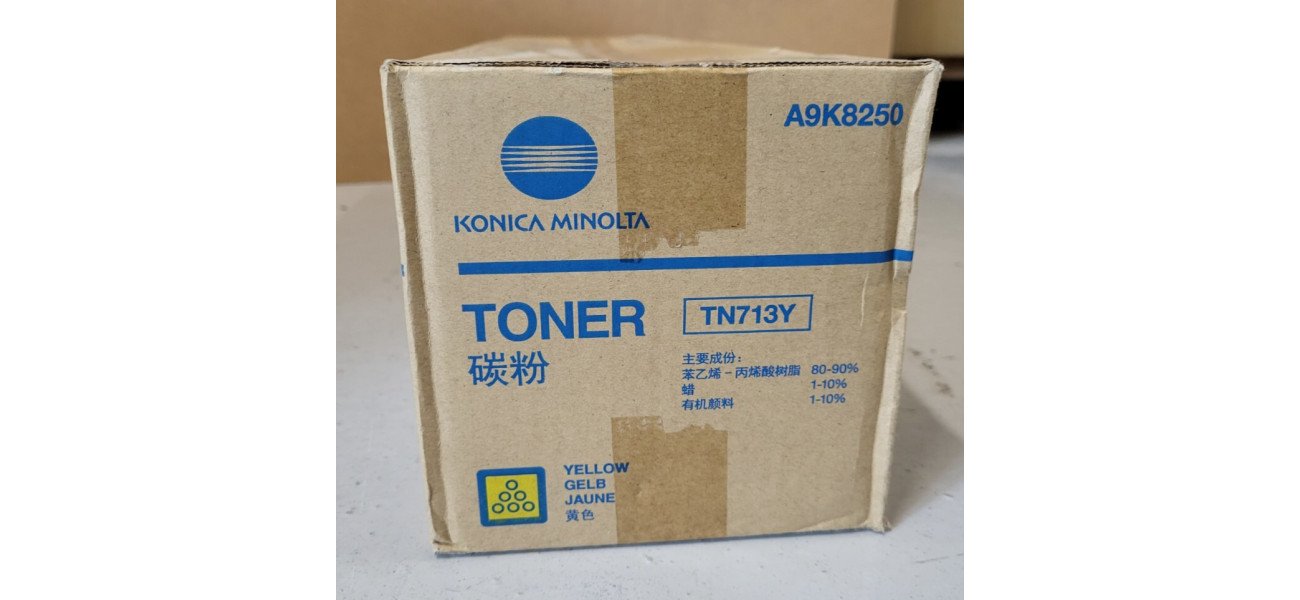 A9K8250
KONICA MINOLTA
TONER
TN713Y
碳粉
主要成份：
苯乙烯－丙烯酸树脂 80-90%
蜡 1-10%
有机颜料 1-10%
YELLOW
GELB
JAUNE
黄色